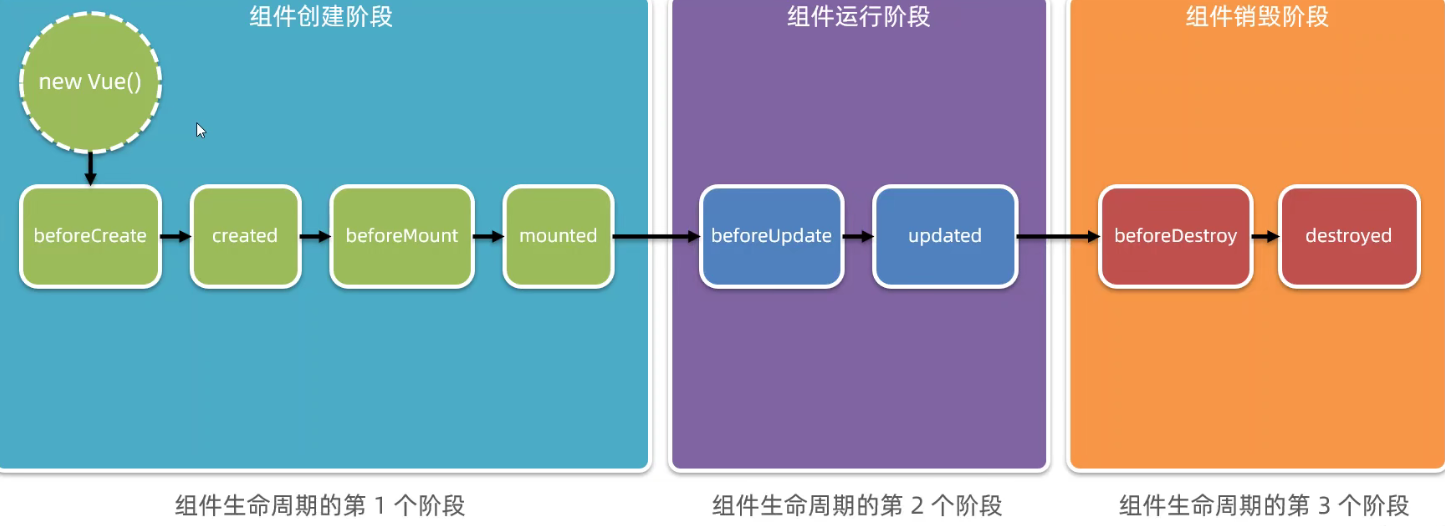 组件创建阶段
组件运行阶段
组件销毁阶段
new Vue()
beforeCreate
created
beforeMount
mounted
beforeUpdate
updated
beforeDestroy
destroyed
组件生命周期的第 1 个阶段
组件生命周期的第 2 个阶段
组件生命周期的第 3 个阶段